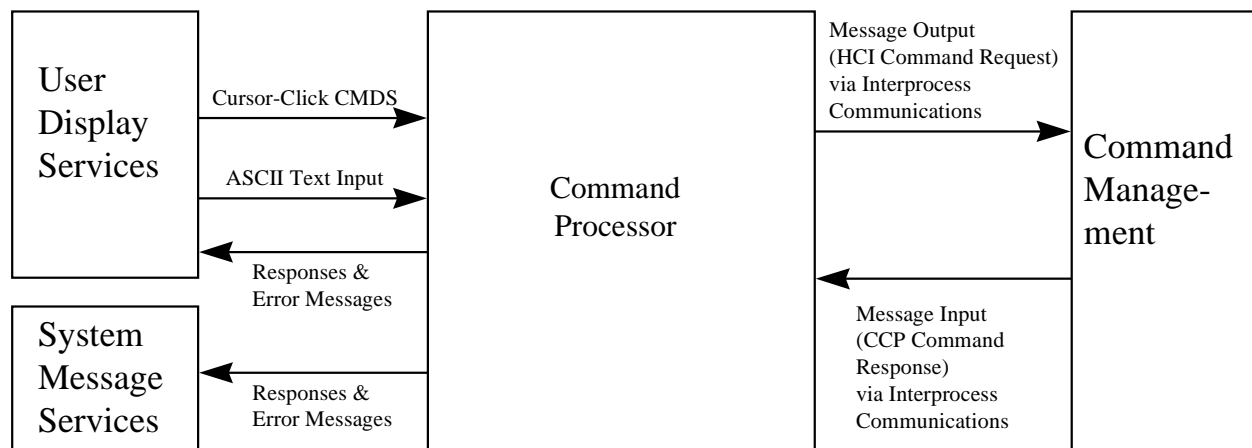 User
Display
Services
Cursor-Click CMDS
ASCII Text Input
Responses &
Error Messages
System
Message
Services
Responses &
Error Messages
Command
Processor
Message Output
(HCI Command Request)
via Interprocess
Communications
Message Input
(CCP Command
Response)
via Interprocess
Communications
Command
Manage-
ment